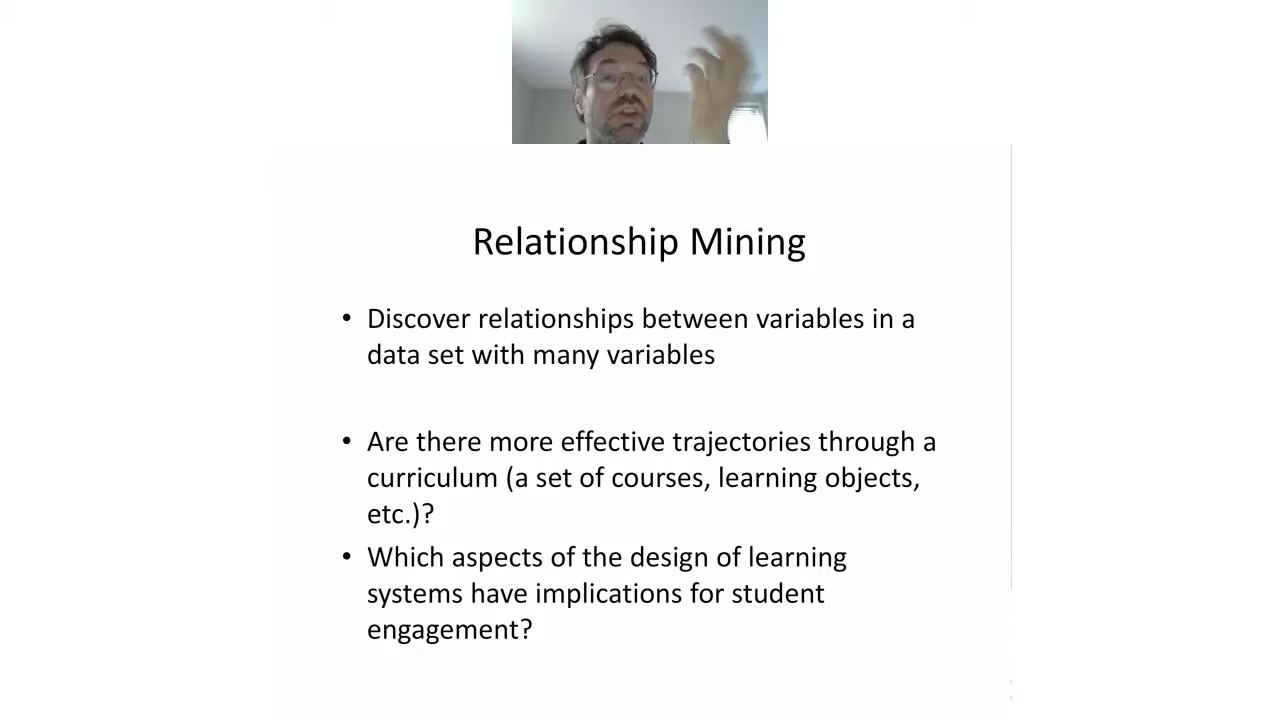 Relationship Mining
• Discover relationships between variables in a
data set with many variables
• Are there more effective trajectories through a
curriculum (a set of courses, learning objects,
etc.)?
• Which aspects of the design of learning
systems have implications for student
engagement?